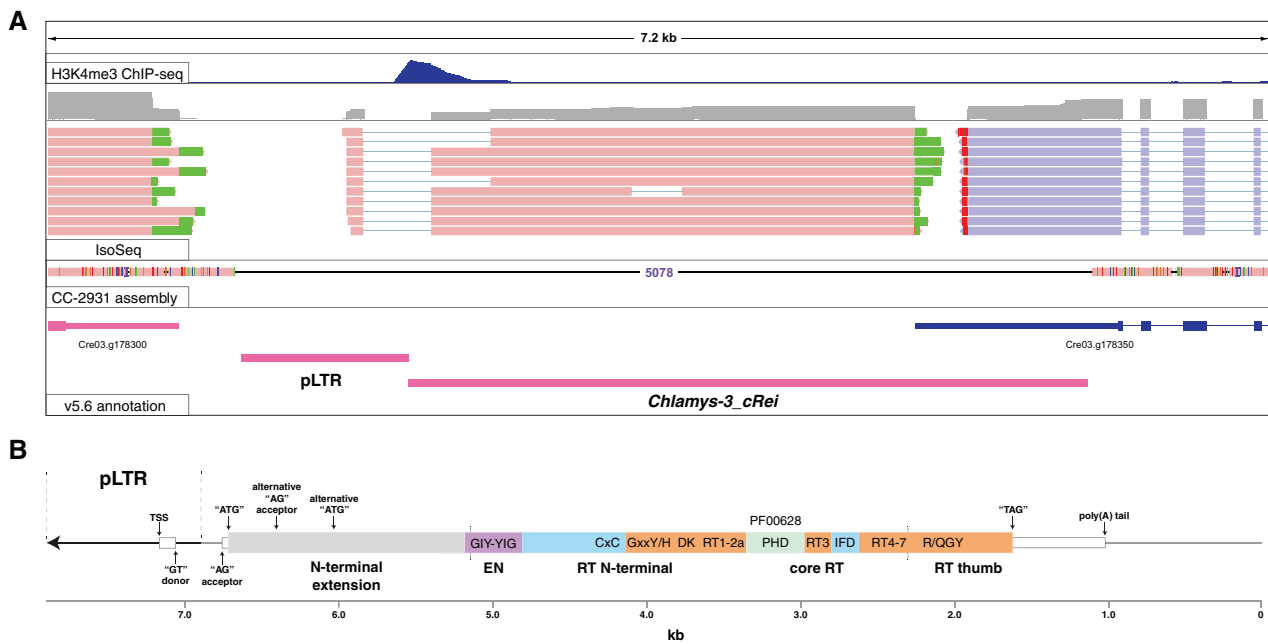 A
7.2 kb
H3K4me3 ChIP-seq
IsoSeq
5078
CC-2931 assembly
Cre03.g178300
Cre03.g178350
pLTR
Chlamys-3_cRei
v5.6 annotation
B
pLTR
TSS
"ATG"
alternative
"AG"
acceptor
alternative
"ATG"
PF00628
"TAG"
poly(A) tail
GIY-YIG
CxC
GxxY/H
DK
RT1-2a
PHD
RT3
IFD
RT4-7
R/QGY
"GT"
donor
"AG"
acceptor
N-terminal
extension
EN
RT N-terminal
core RT
RT thumb
7.0
6.0
5.0
4.0
3.0
2.0
1.0
0
kb